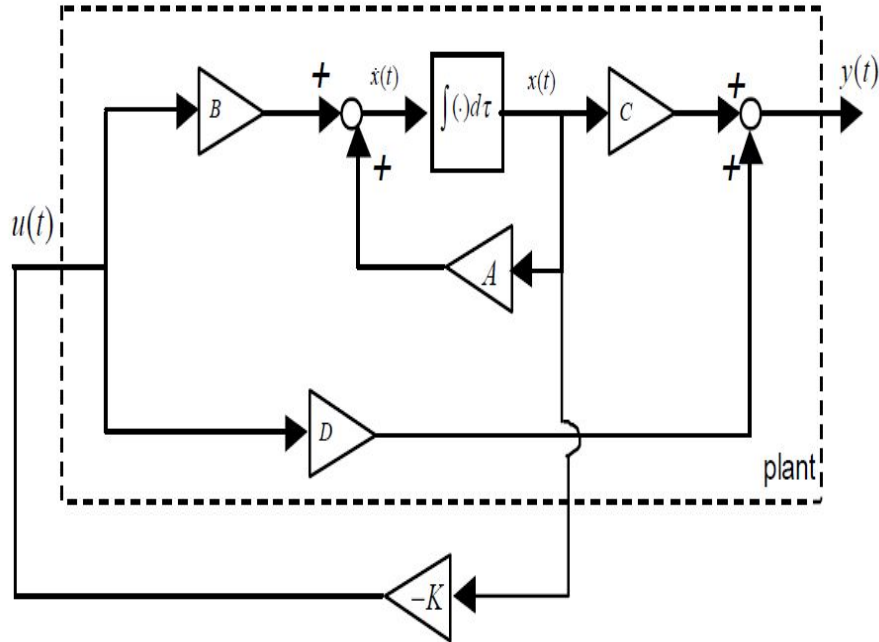 +
ẋ(t)
x(t)
+
y(t)
B
∫(·)dτ
C
+
+
u(t)
A
D
plant
−K